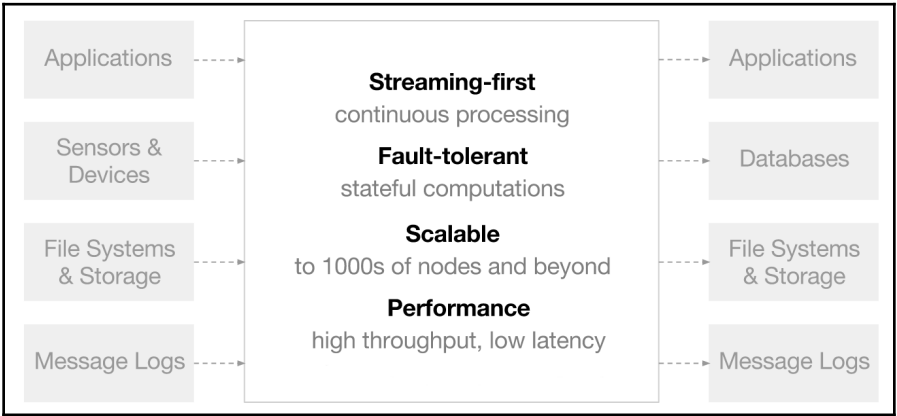 Applications
Sensors &
Devices
File Systems
& Storage
Message Logs
Streaming-first
continuous processing
Fault-tolerant
stateful computations
Scalable
to 1000s of nodes and beyond
Performance
high throughput, low latency
Applications
Databases
File Systems
& Storage
Message Logs